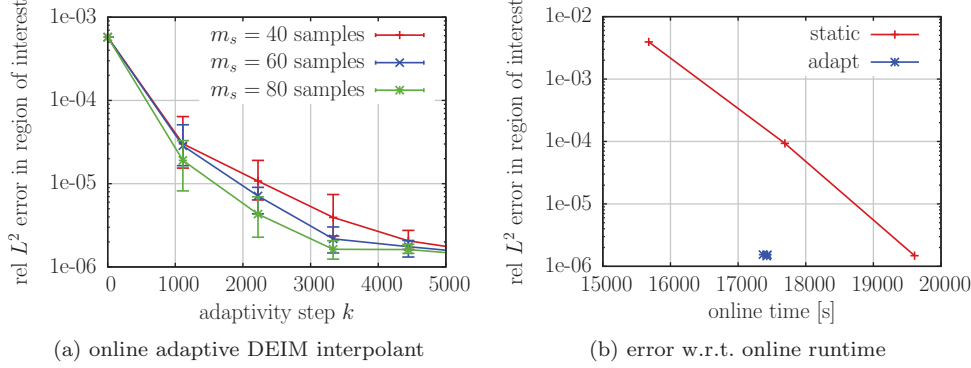 rel L² error in region of interest
1e-03
1e-04
1e-05
1e-06
m_s = 40 samples
m_s = 60 samples
m_s = 80 samples
0 1000 2000 3000 4000 5000
adaptivity step k
(a) online adaptive DEIM interpolant
rel L² error in region of interest
1e-02
1e-03
1e-04
1e-05
1e-06
static
adapt
15000 16000 17000 18000 19000 20000
online time [s]
(b) error w.r.t. online runtime